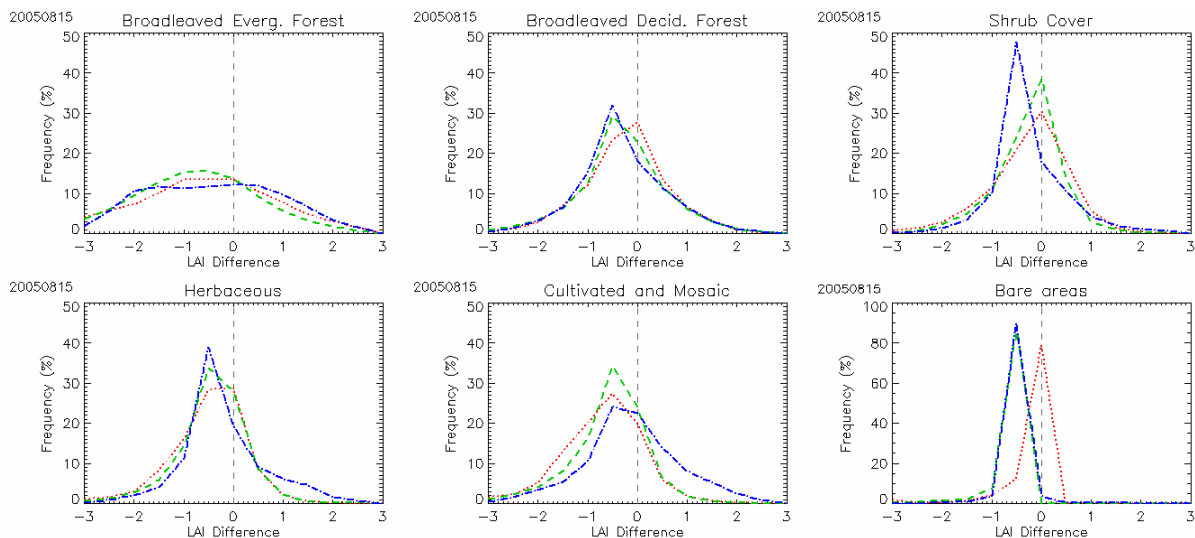 20050815 Broadleaved Everg. Forest
50
40
30
20
10
0
Frequency (%)
−3 −2 −1 0 1 2 3
LAI Difference
20050815 Broadleaved Decid. Forest
50
40
30
20
10
0
Frequency (%)
−3 −2 −1 0 1 2 3
LAI Difference
20050815 Shrub Cover
50
40
30
20
10
0
Frequency (%)
−3 −2 −1 0 1 2 3
LAI Difference
20050815 Herbaceous
50
40
30
20
10
0
Frequency (%)
−3 −2 −1 0 1 2 3
LAI Difference
20050815 Cultivated and Mosaic
50
40
30
20
10
0
Frequency (%)
−3 −2 −1 0 1 2 3
LAI Difference
20050815 Bare areas
100
80
60
40
20
0
Frequency (%)
−3 −2 −1 0 1 2 3
LAI Difference